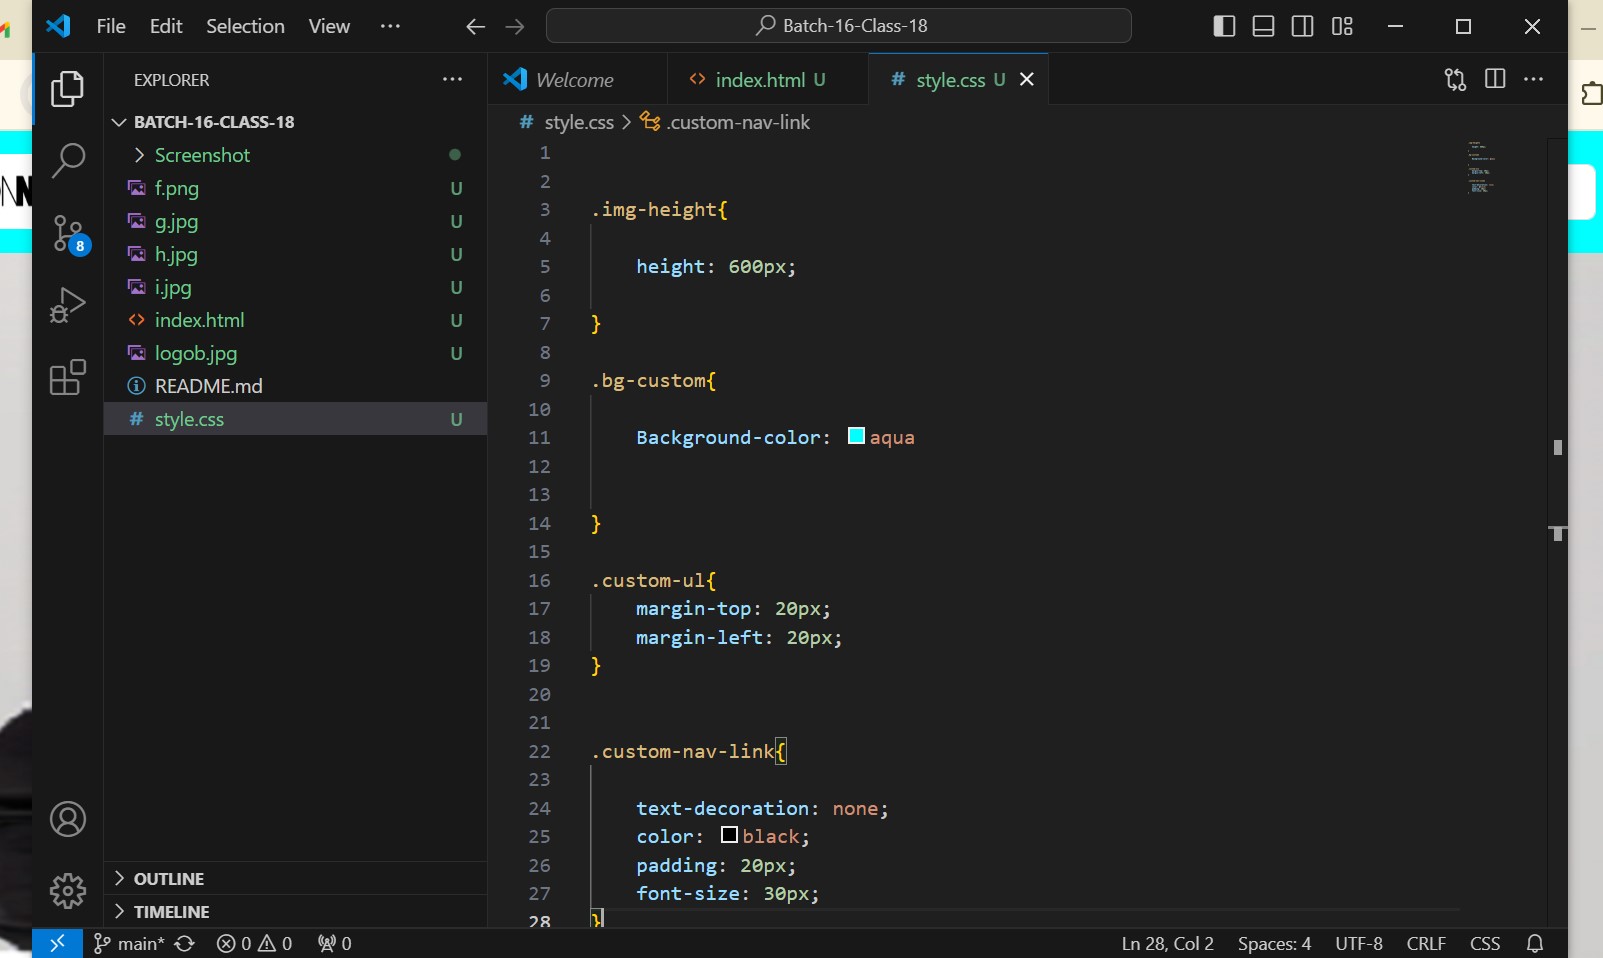 File Edit Selection View ··· Batch-16-Class-18
EXPLORER ···
Welcome index.html U # style.css U
BATCH-16-CLASS-18
# style.css > .custom-nav-link
Screenshot
f.png U
g.jpg U
h.jpg U
i.jpg U
index.html U
logob.jpg U
README.md
# style.css U
OUTLINE
TIMELINE
1
2
3 .img-height{
4
5 height: 600px;
6
7 }
8
9 .bg-custom{
10
11 Background-color: aqua
12
13
14 }
15
16 .custom-ul{
17 margin-top: 20px;
18 margin-left: 20px;
19 }
20
21
22 .custom-nav-link{
23
24 text-decoration: none;
25 color: black;
26 padding: 20px;
27 font-size: 30px;
28 }
8
main* 0 0 0 Ln 28, Col 2 Spaces: 4 UTF-8 CRLF CSS